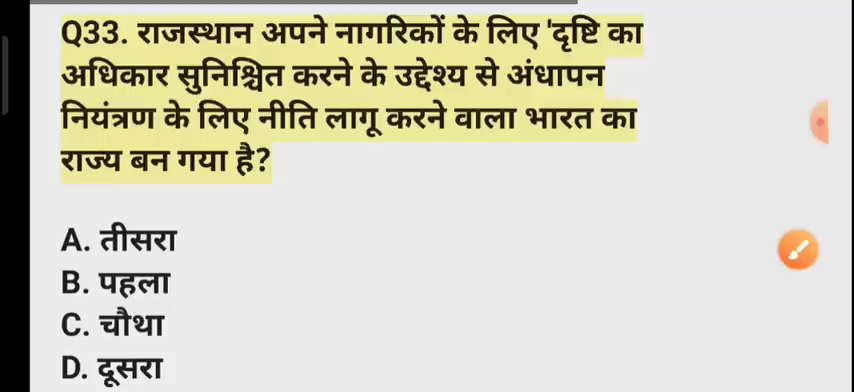 Q33. राजस्थान अपने नागरिकों के लिए 'दृष्टि का
अधिकार सुनिश्चित करने के उद्देश्य से अंधापन
नियंत्रण के लिए नीति लागू करने वाला भारत का
राज्य बन गया है?
A. तीसरा
B. पहला
C. चौथा
D. दूसरा